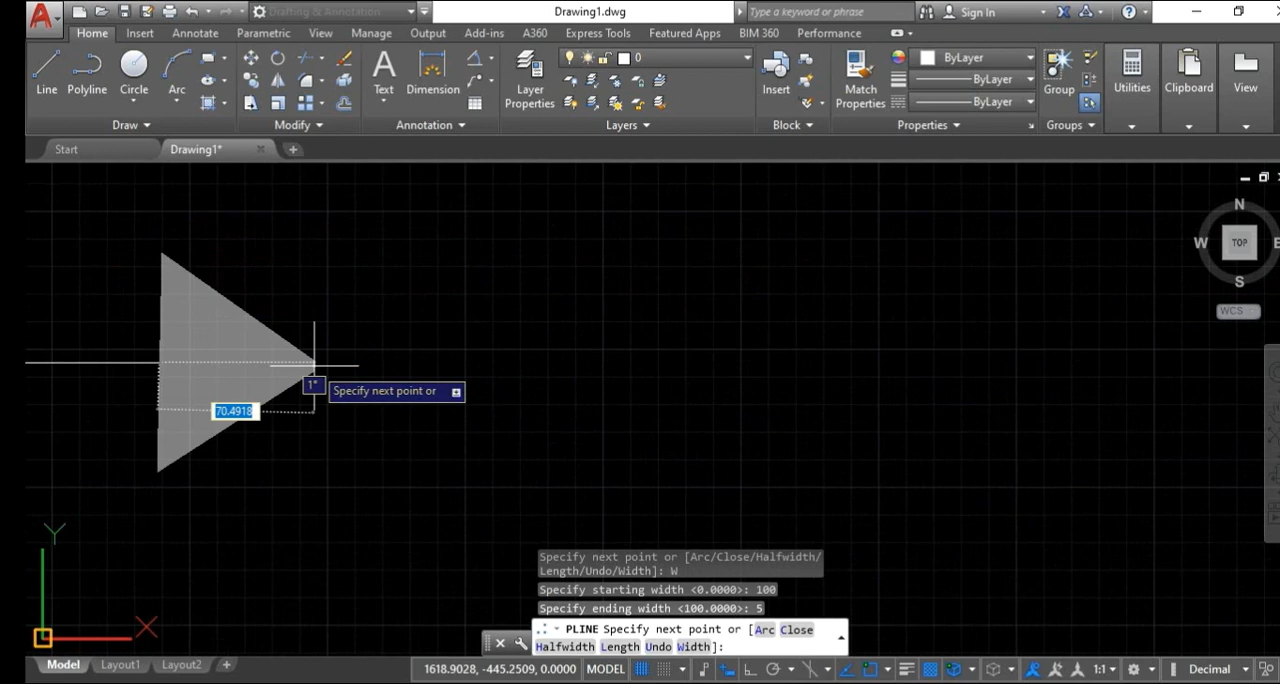 A Drafting & Annotation Drawing1.dwg Type a keyword or phrase Sign In
Home Insert Annotate Parametric View Manage Output Add-ins A360 Express Tools Featured Apps BIM 360 Performance
0 ByLayer
ByLayer
ByLayer
Line Polyline Circle Arc Text Dimension Layer Properties Insert Match Properties Group Utilities Clipboard View
Draw Modify Annotation Layers Block Properties Groups
Start Drawing1*
N
W TOP E
S
WCS
1°
Specify next point or
70.4918
Y
X
Specify next point or [Arc/Close/Halfwidth/
Length/Undo/Width]: W
Specify starting width <0.0000>: 100
Specify ending width <100.0000>: 5
PLINE Specify next point or [Arc Close
Halfwidth Length Undo Width]:
Model Layout1 Layout2 +
1618.9028, -445.2509, 0.0000 MODEL 1:1 Decimal